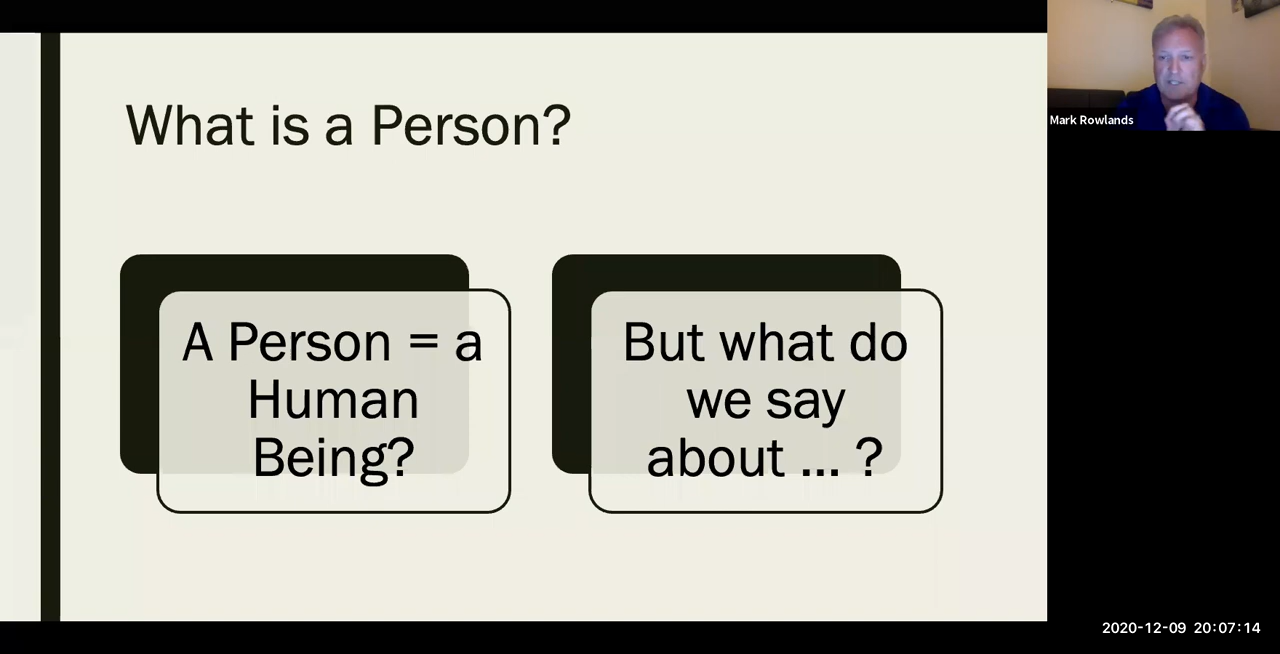 What is a Person?
A Person = a
Human
Being?
But what do
we say
about ... ?
Mark Rowlands
2020-12-09 20:07:14